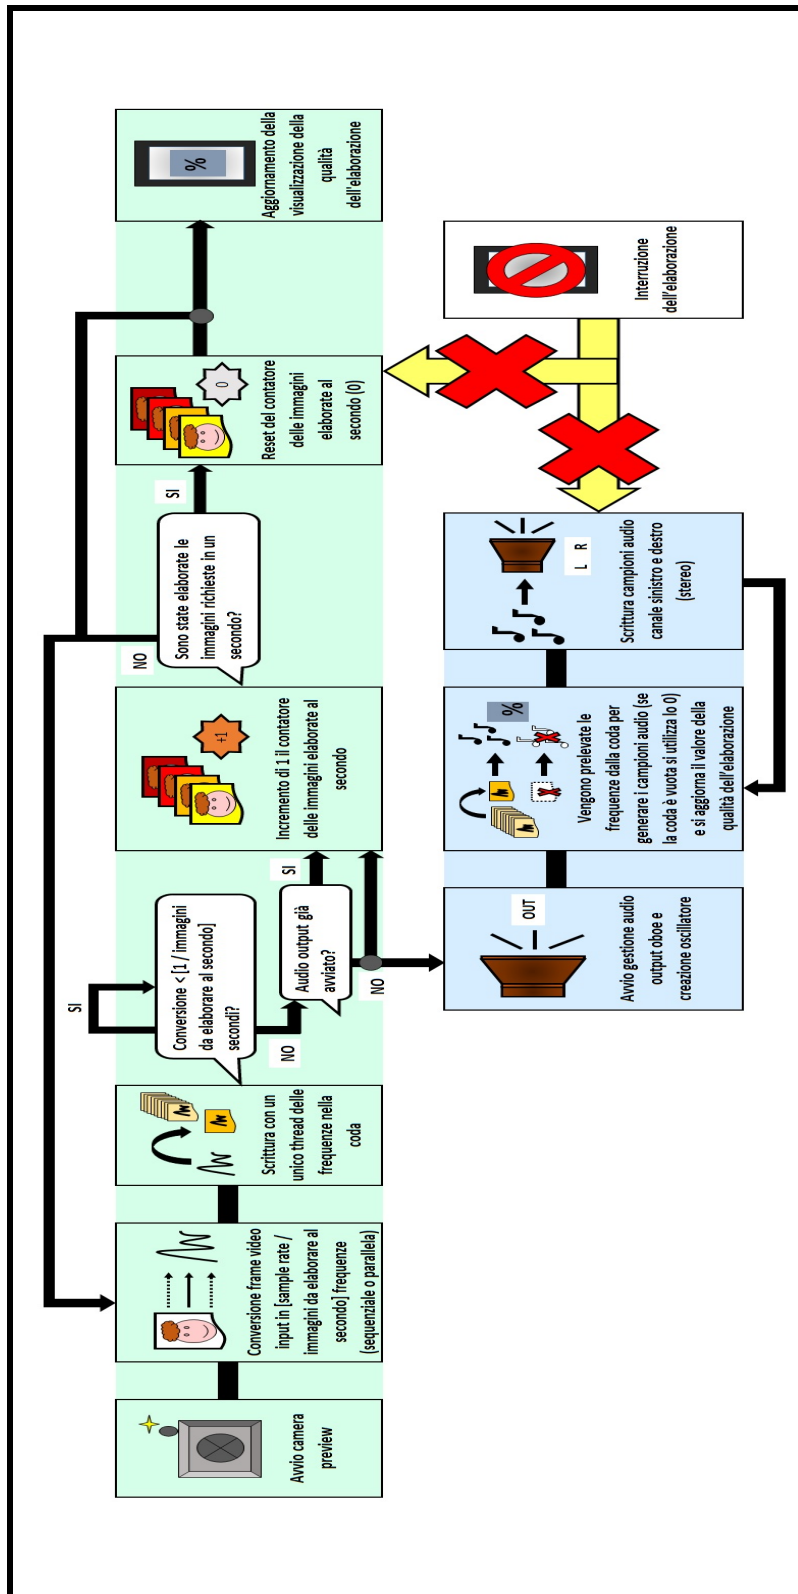 Avvio camera
preview
Conversione frame video
input in [sample rate /
immagini da elaborare al
secondo] frequenze
(sequenziale o parallela)
Scrittura con un
unico thread delle
frequenze nella
coda
SI
Conversione < [1 / immagini
da elaborare al secondo]
secondi?
NO
Audio output già
avviato?
SI
NO
+1
Incremento di 1 il contatore
delle immagini elaborate al
secondo
NO
Sono state elaborate le
immagini richieste in un
secondo?
SI
0
Reset del contatore
delle immagini
elaborate al
secondo (0)
%
Aggiornamento della
visualizzazione della
qualità
dell'elaborazione
OUT
Avvio gestione audio
output oboe e
creazione oscillatore
%
Vengono prelevate le
frequenze dalla coda per
generare i campioni audio (se
la coda è vuota si utilizza lo 0)
e si aggiorna il valore della
qualità dell'elaborazione
L R
Scrittura campioni audio
canale sinistro e destro
(stereo)
Interruzione
dell'elaborazione